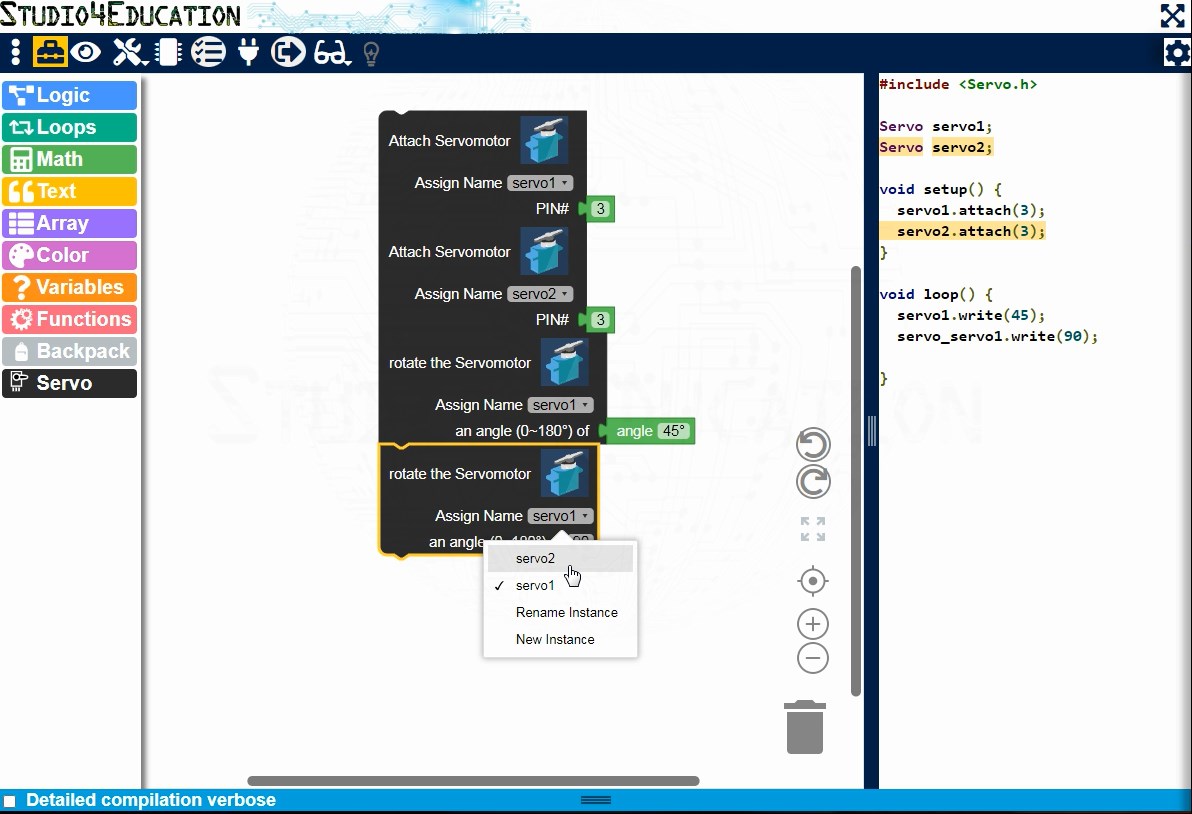 Studio4Education
Logic
Loops
Math
Text
Array
Color
Variables
Functions
Backpack
Servo
Attach Servomotor
Assign Name servo1
PIN# 3
Attach Servomotor
Assign Name servo2
PIN# 3
rotate the Servomotor
Assign Name servo1
an angle (0~180°) of angle 45°
rotate the Servomotor
Assign Name servo1
an angle
servo2
✓ servo1
Rename Instance
New Instance
#include <Servo.h>
Servo servo1;
Servo servo2;
void setup() {
servo1.attach(3);
servo2.attach(3);
}
void loop() {
servo1.write(45);
servo_servo1.write(90);
}
Detailed compilation verbose